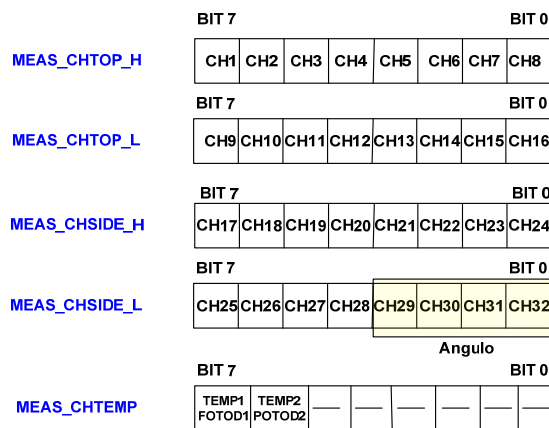 BIT 7 BIT 0
MEAS_CHTOP_H CH1 CH2 CH3 CH4 CH5 CH6 CH7 CH8
BIT 7 BIT 0
MEAS_CHTOP_L CH9 CH10 CH11 CH12 CH13 CH14 CH15 CH16
BIT 7 BIT 0
MEAS_CHSIDE_H CH17 CH18 CH19 CH20 CH21 CH22 CH23 CH24
BIT 7 BIT 0
MEAS_CHSIDE_L CH25 CH26 CH27 CH28 CH29 CH30 CH31 CH32
Angulo
BIT 7 BIT 0
MEAS_CHTEMP TEMP1 FOTOD1 TEMP2 POTOD2